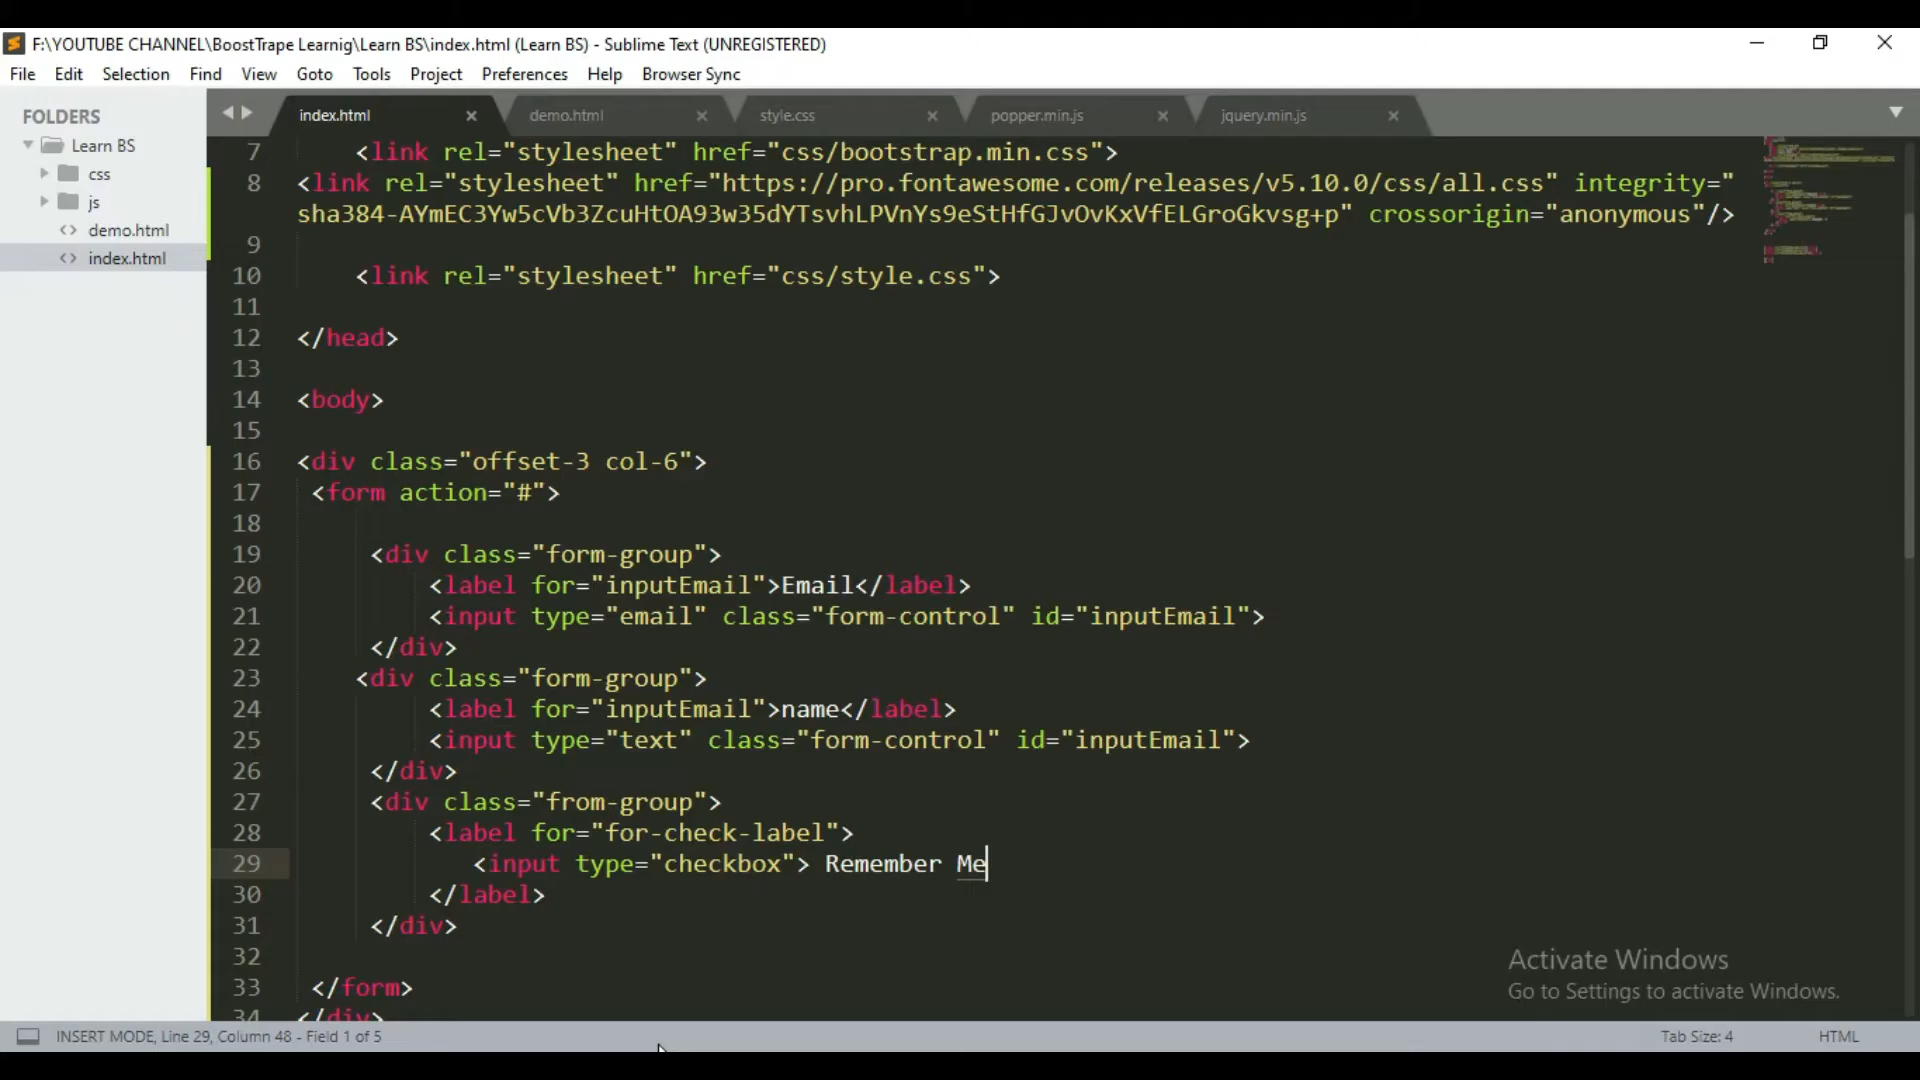 F:\YOUTUBE CHANNEL\BoostTrape Learnig\Learn BS\index.html (Learn BS) - Sublime Text (UNREGISTERED)
File Edit Selection Find View Goto Tools Project Preferences Help Browser Sync
FOLDERS
Learn BS
css
js
demo.html
index.html
index.html demo.html style.css popper.min.js jquery.min.js
7 <link rel="stylesheet" href="css/bootstrap.min.css">
8 <link rel="stylesheet" href="https://pro.fontawesome.com/releases/v5.10.0/css/all.css" integrity="
sha384-AYmEC3Yw5cVb3ZcuHtOA93w35dYTsvhLPVnYs9eStHfGJvOvKxVfELGroGkvsg+p" crossorigin="anonymous"/>
9
10 <link rel="stylesheet" href="css/style.css">
11
12 </head>
13
14 <body>
15
16 <div class="offset-3 col-6">
17 <form action="#">
18
19 <div class="form-group">
20 <label for="inputEmail">Email</label>
21 <input type="email" class="form-control" id="inputEmail">
22 </div>
23 <div class="form-group">
24 <label for="inputEmail">name</label>
25 <input type="text" class="form-control" id="inputEmail">
26 </div>
27 <div class="from-group">
28 <label for="for-check-label">
29 <input type="checkbox"> Remember Me
30 </label>
31 </div>
32
33 </form>
34 </div>
Activate Windows
Go to Settings to activate Windows.
INSERT MODE, Line 29, Column 48 - Field 1 of 5 Tab Size: 4 HTML